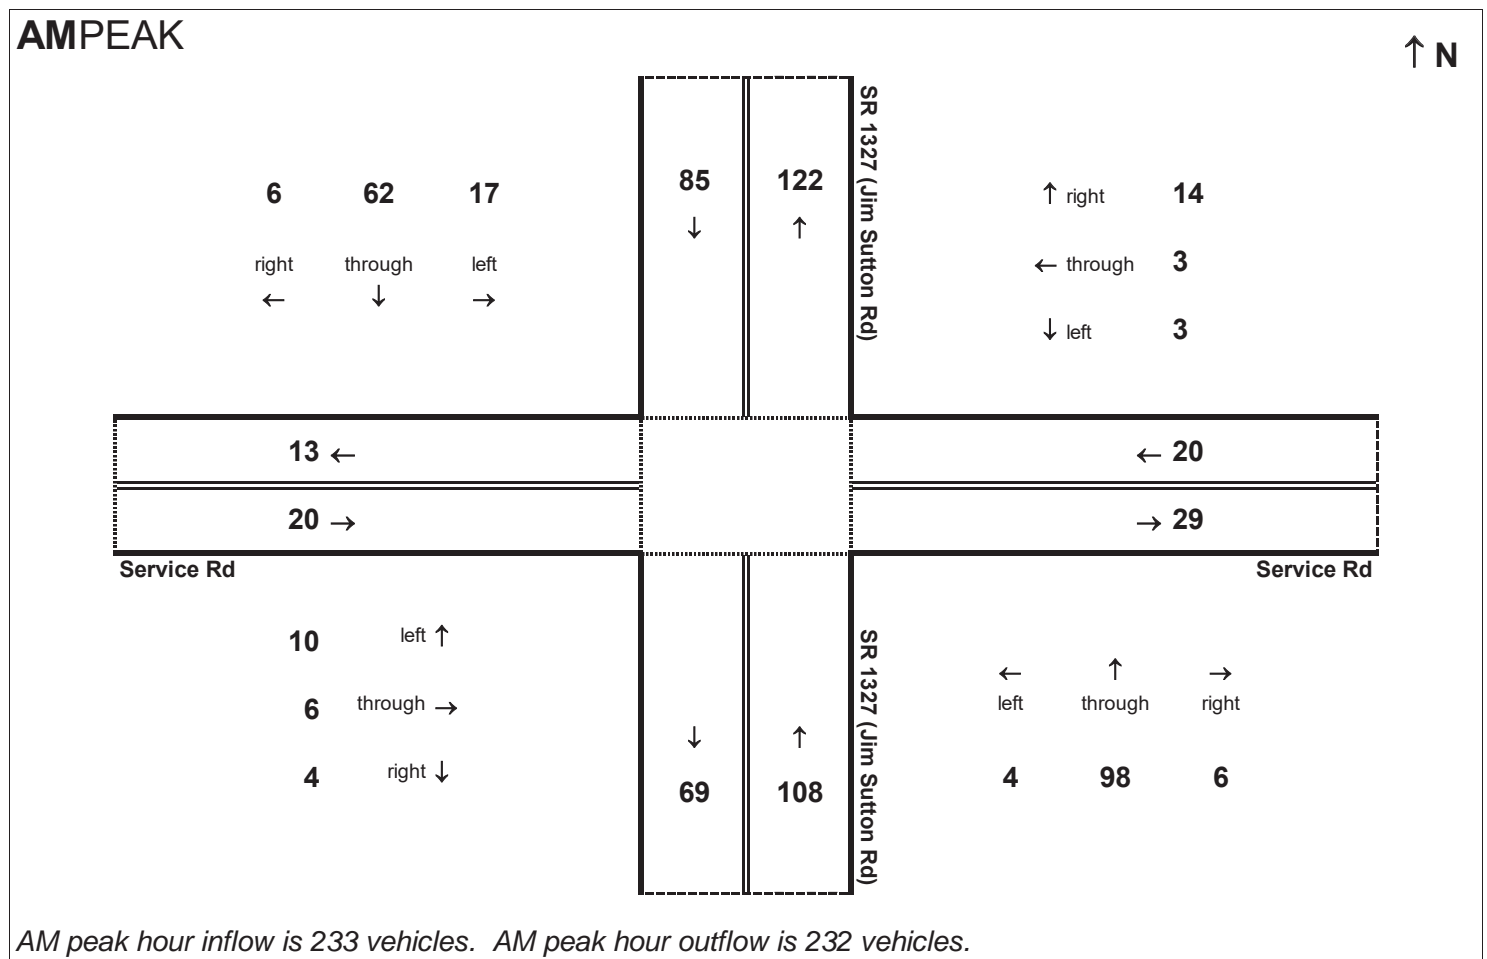 AMPEAK
↑ N
SR 1327 (Jim Sutton Rd)
6 62 17
right through left
← ↓ →
85 122
↓ ↑
↑ right 14
← through 3
↓ left 3
13 ←
20 →
← 20
→ 29
Service Rd
Service Rd
10 left ↑
6 through →
4 right ↓
↓ ↑
69 108
SR 1327 (Jim Sutton Rd)
← ↑ →
left through right
4 98 6
AM peak hour inflow is 233 vehicles. AM peak hour outflow is 232 vehicles.